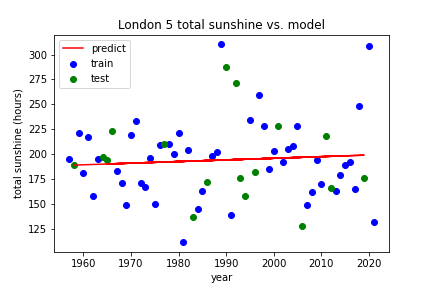 London 5 total sunshine vs. model
predict
train
test
total sunshine (hours)
300
275
250
225
200
175
150
125
1960
1970
1980
1990
2000
2010
2020
year